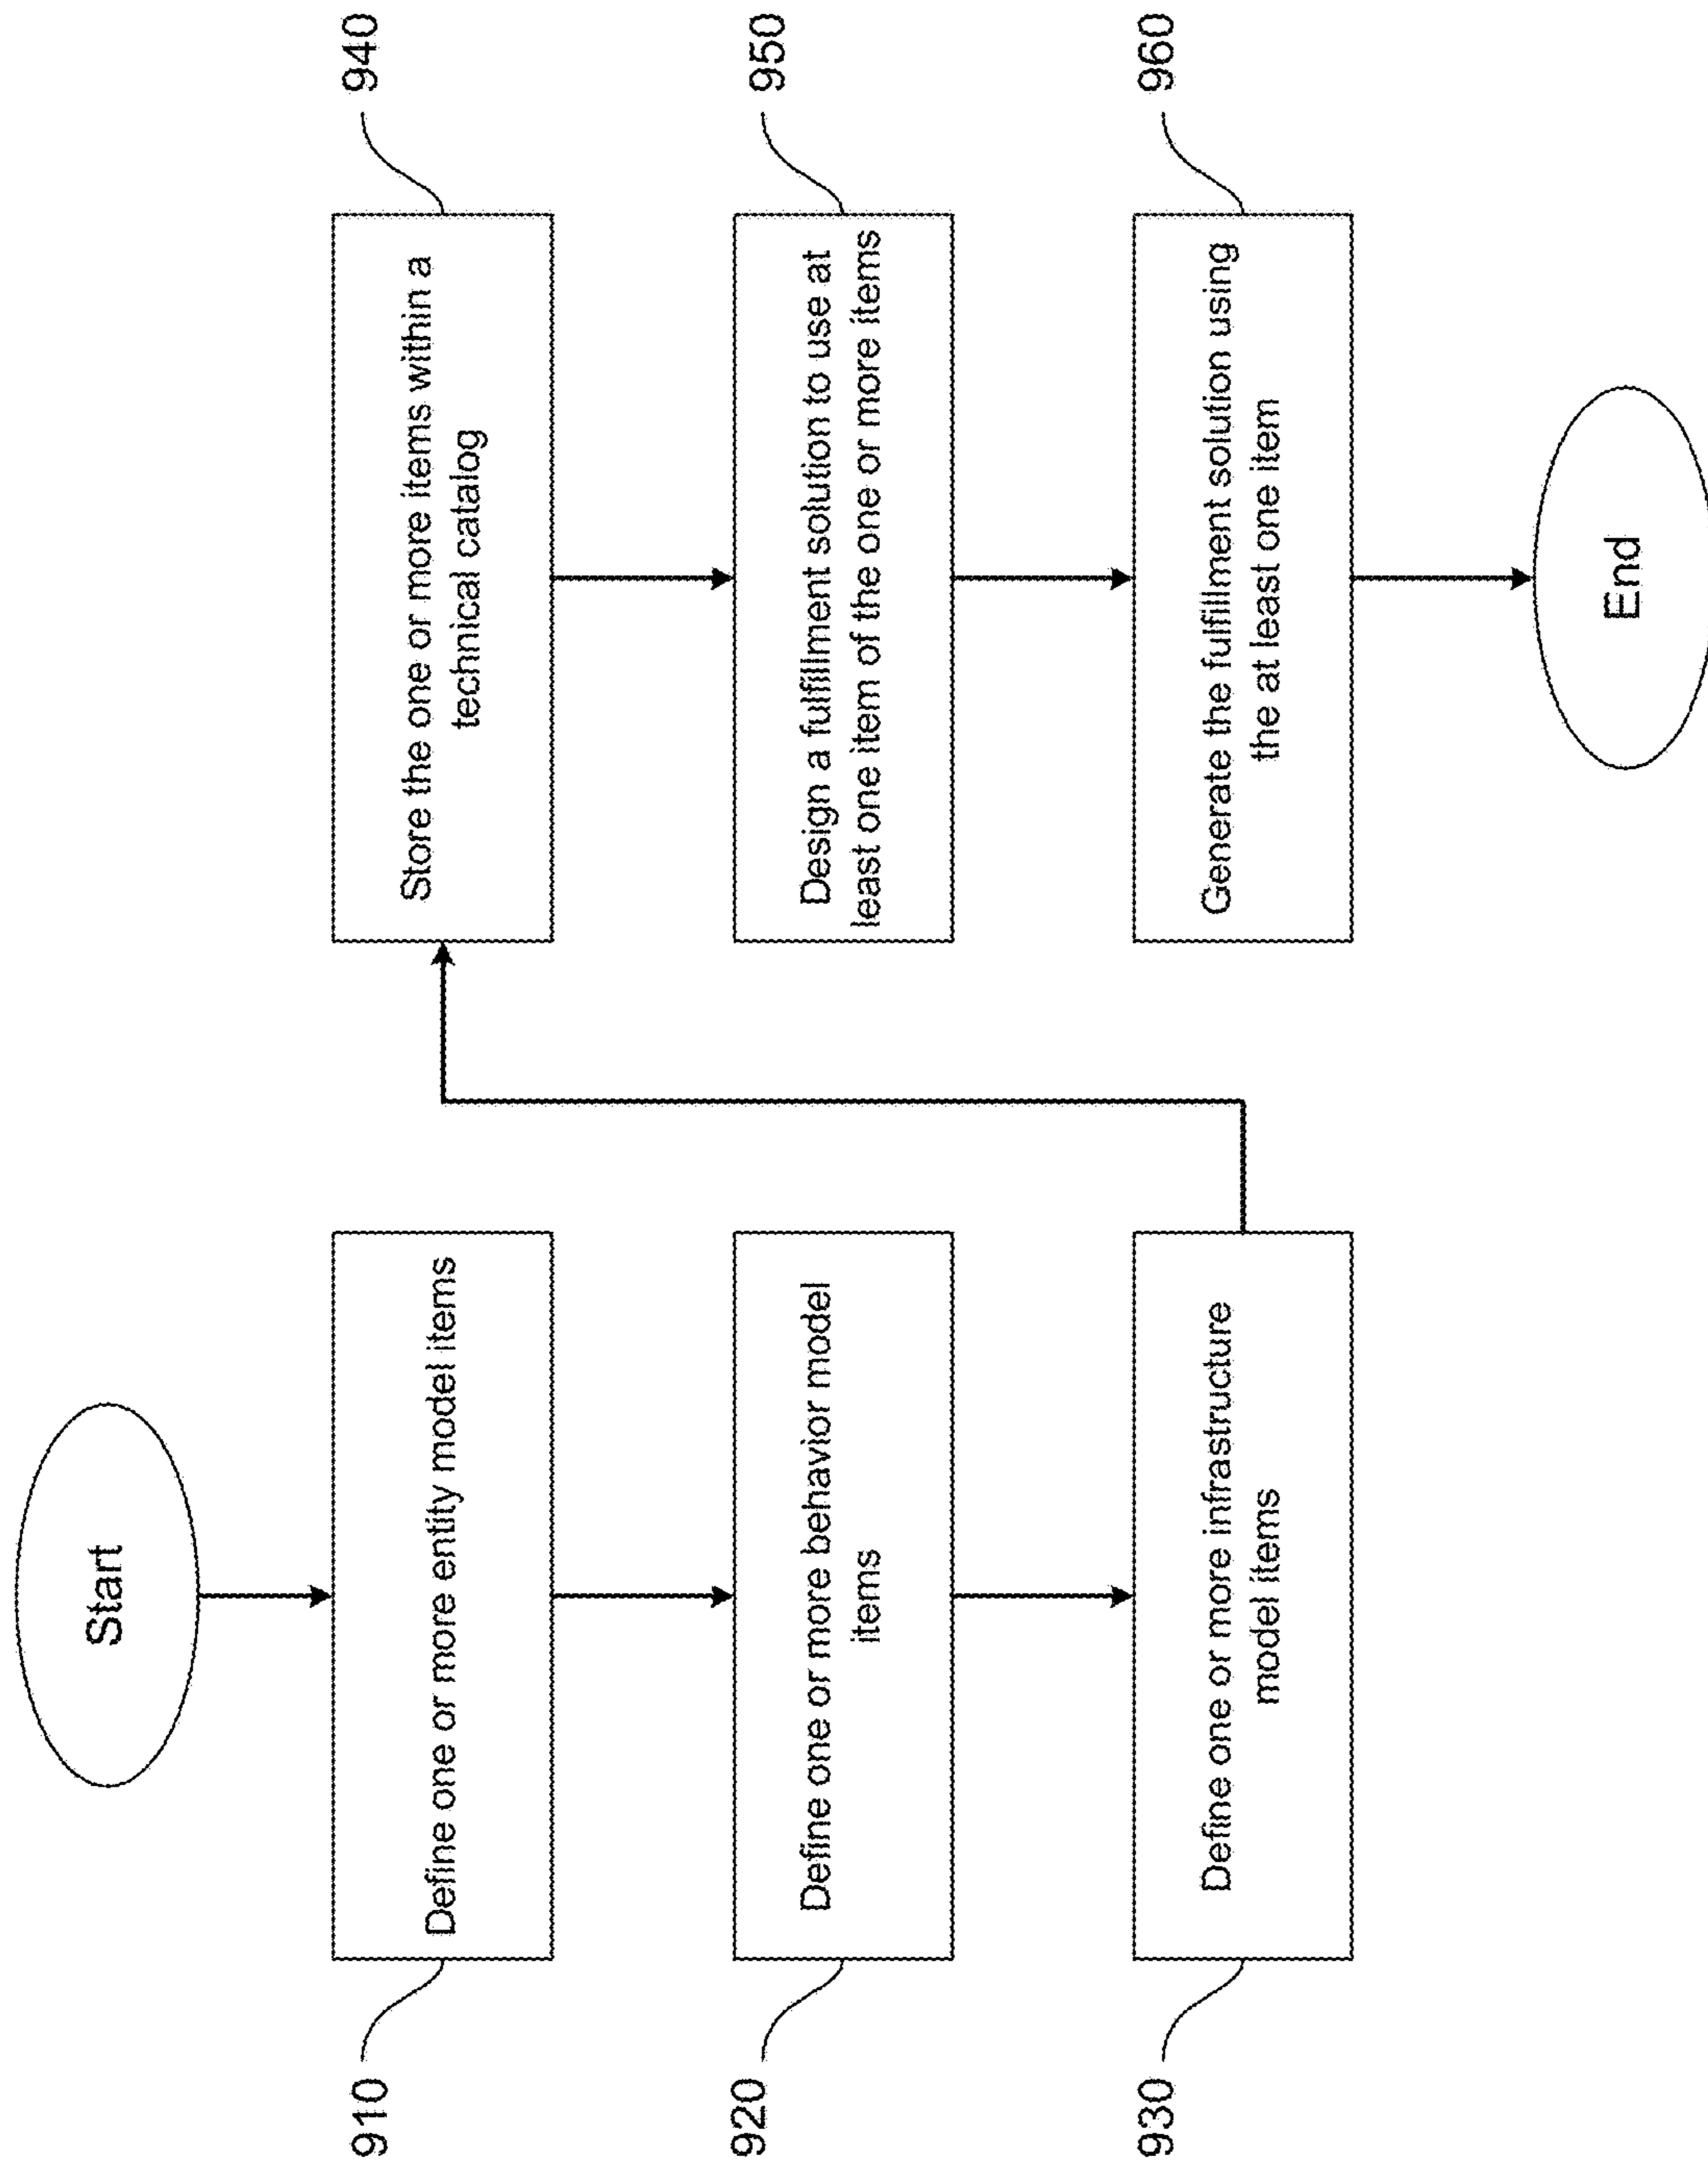 Start
910
Define one or more entity model items
920
Define one or more behavior model
items
930
Define one or more infrastructure
model items
940
Store the one or more items within a
technical catalog
950
Design a fulfillment solution to use at
least one item of the one or more items
960
Generate the fulfillment solution using
the at least one item
End